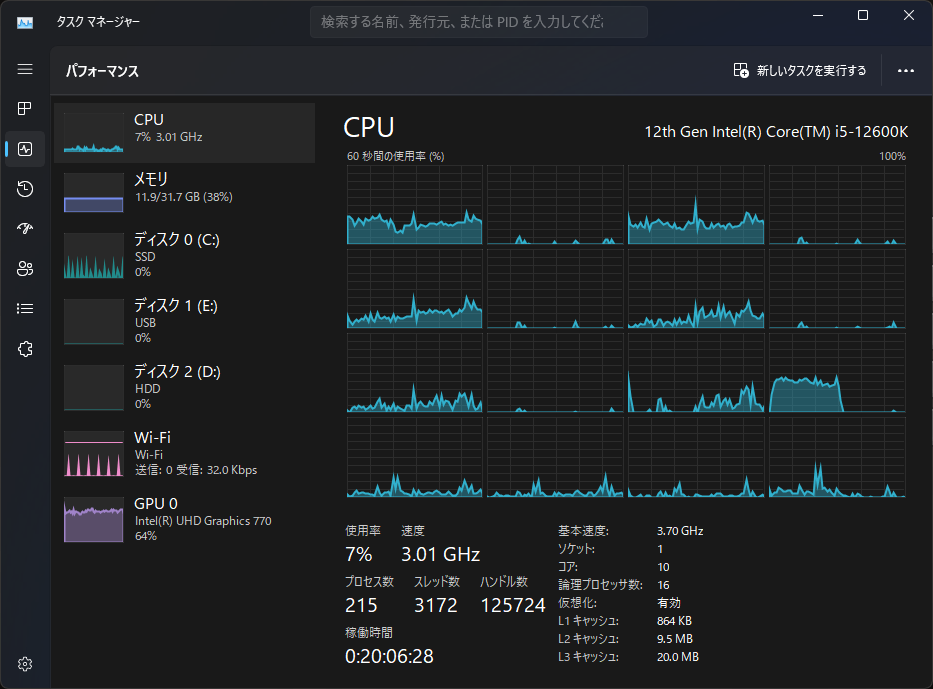 タスク マネージャー
検索する名前、発行元、または PID を入力してくだ
パフォーマンス
新しいタスクを実行する
CPU
7% 3.01 GHz
メモリ
11.9/31.7 GB (38%)
ディスク 0 (C:)
SSD
0%
ディスク 1 (E:)
USB
0%
ディスク 2 (D:)
HDD
0%
Wi-Fi
Wi-Fi
送信: 0 受信: 32.0 Kbps
GPU 0
Intel(R) UHD Graphics 770
64%
CPU
12th Gen Intel(R) Core(TM) i5-12600K
60 秒間の使用率 (%)
100%
使用率 速度
7% 3.01 GHz
プロセス数 スレッド数 ハンドル数
215 3172 125724
稼働時間
0:20:06:28
基本速度: 3.70 GHz
ソケット: 1
コア: 10
論理プロセッサ数: 16
仮想化: 有効
L1 キャッシュ: 864 KB
L2 キャッシュ: 9.5 MB
L3 キャッシュ: 20.0 MB